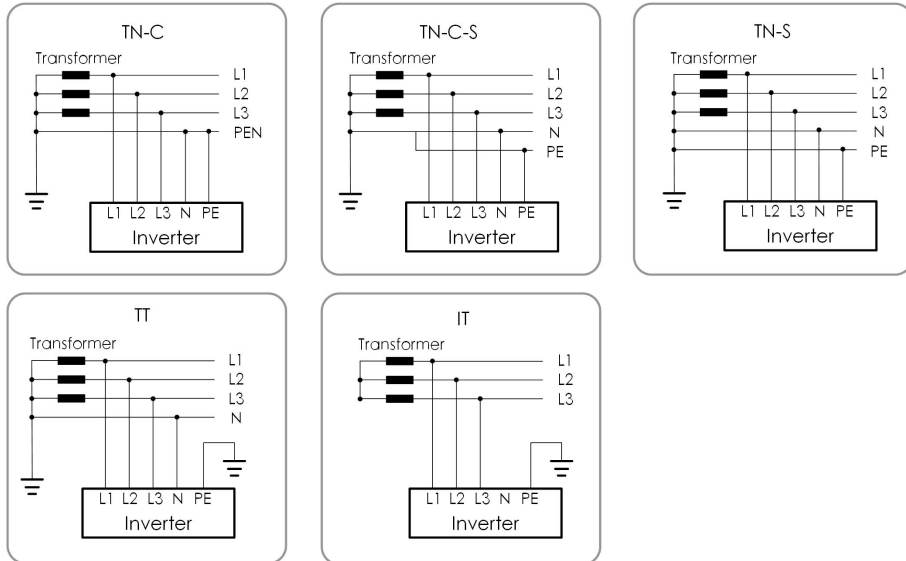 TN-C
Transformer
L1
L2
L3
PEN
L1 L2 L3 N PE
Inverter
TN-C-S
Transformer
L1
L2
L3
N
PE
L1 L2 L3 N PE
Inverter
TN-S
Transformer
L1
L2
L3
N
PE
L1 L2 L3 N PE
Inverter
TT
Transformer
L1
L2
L3
N
L1 L2 L3 N PE
Inverter
IT
Transformer
L1
L2
L3
L1 L2 L3 N PE
Inverter